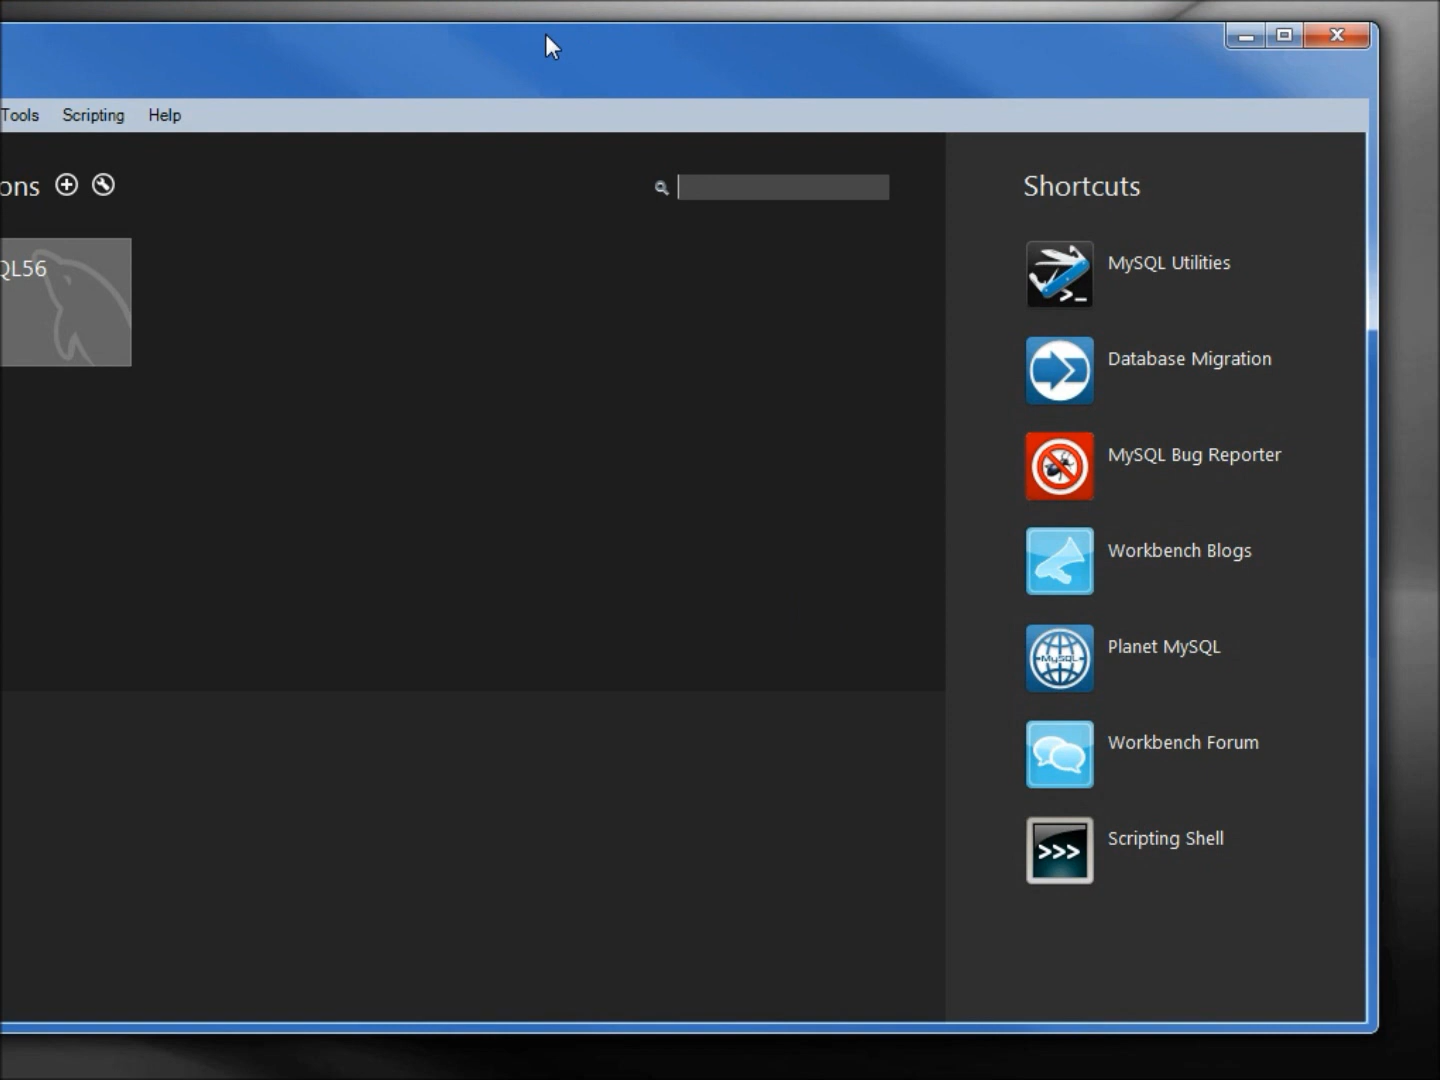 Tools Scripting Help
ons
Shortcuts
QL56
MySQL Utilities
Database Migration
MySQL Bug Reporter
Workbench Blogs
Planet MySQL
MySQL
Workbench Forum
Scripting Shell
>>>